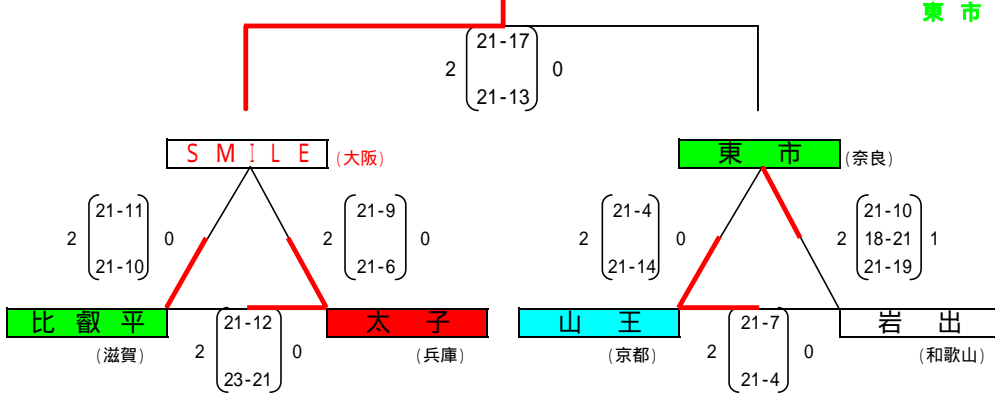 東 市
21-17
2 0
21-13
ＳＭＩＬＥ (大阪)
東 市 (奈良)
21-11 21-9 21-4 21-10
2 0 2 0 2 0 2 18-21 1
21-10 21-6 21-14 21-19
比 叡 平 21-12 太 子 山 王 21-7 岩 出
(滋賀) 2 0 (兵庫) (京都) 2 0 (和歌山)
23-21 21-4